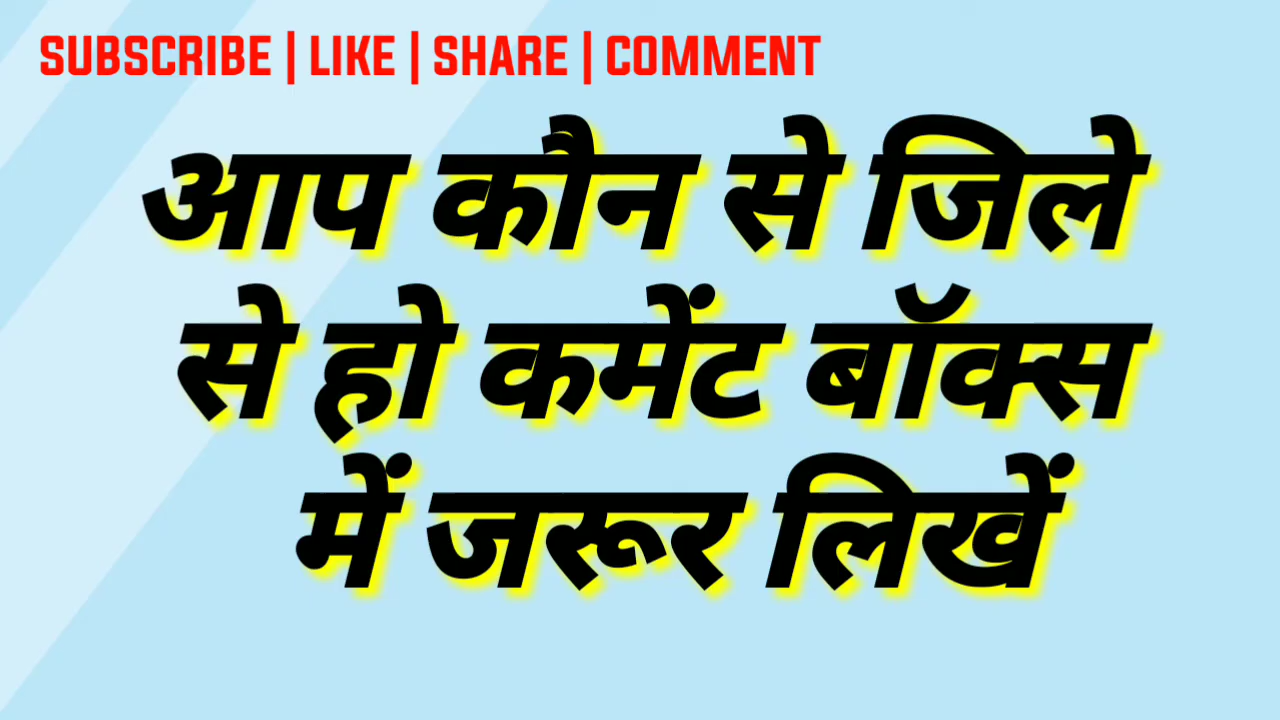 SUBSCRIBE | LIKE | SHARE | COMMENT
आप कौन से जिले
से हो कमेंट बॉक्स
में जरूर लिखें